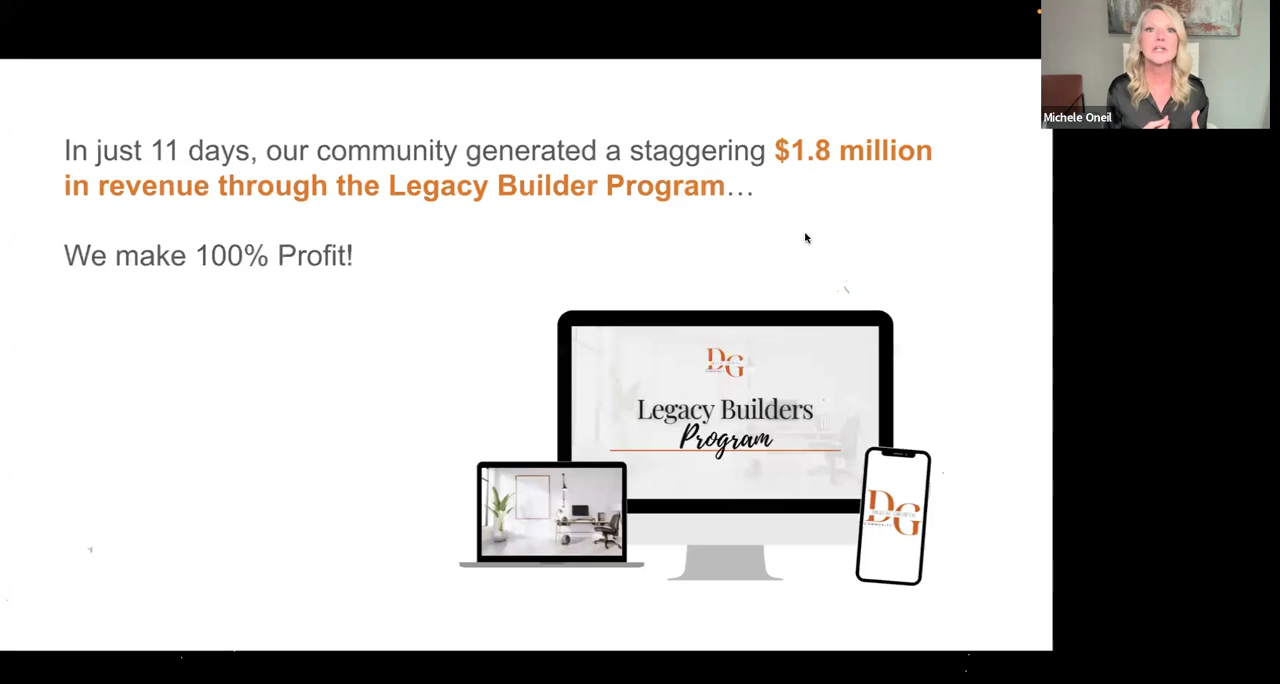 Michele Oneil
In just 11 days, our community generated a staggering $1.8 million
in revenue through the Legacy Builder Program…
We make 100% Profit!
DG
Legacy Builders
Program
DG
COMMUNITY